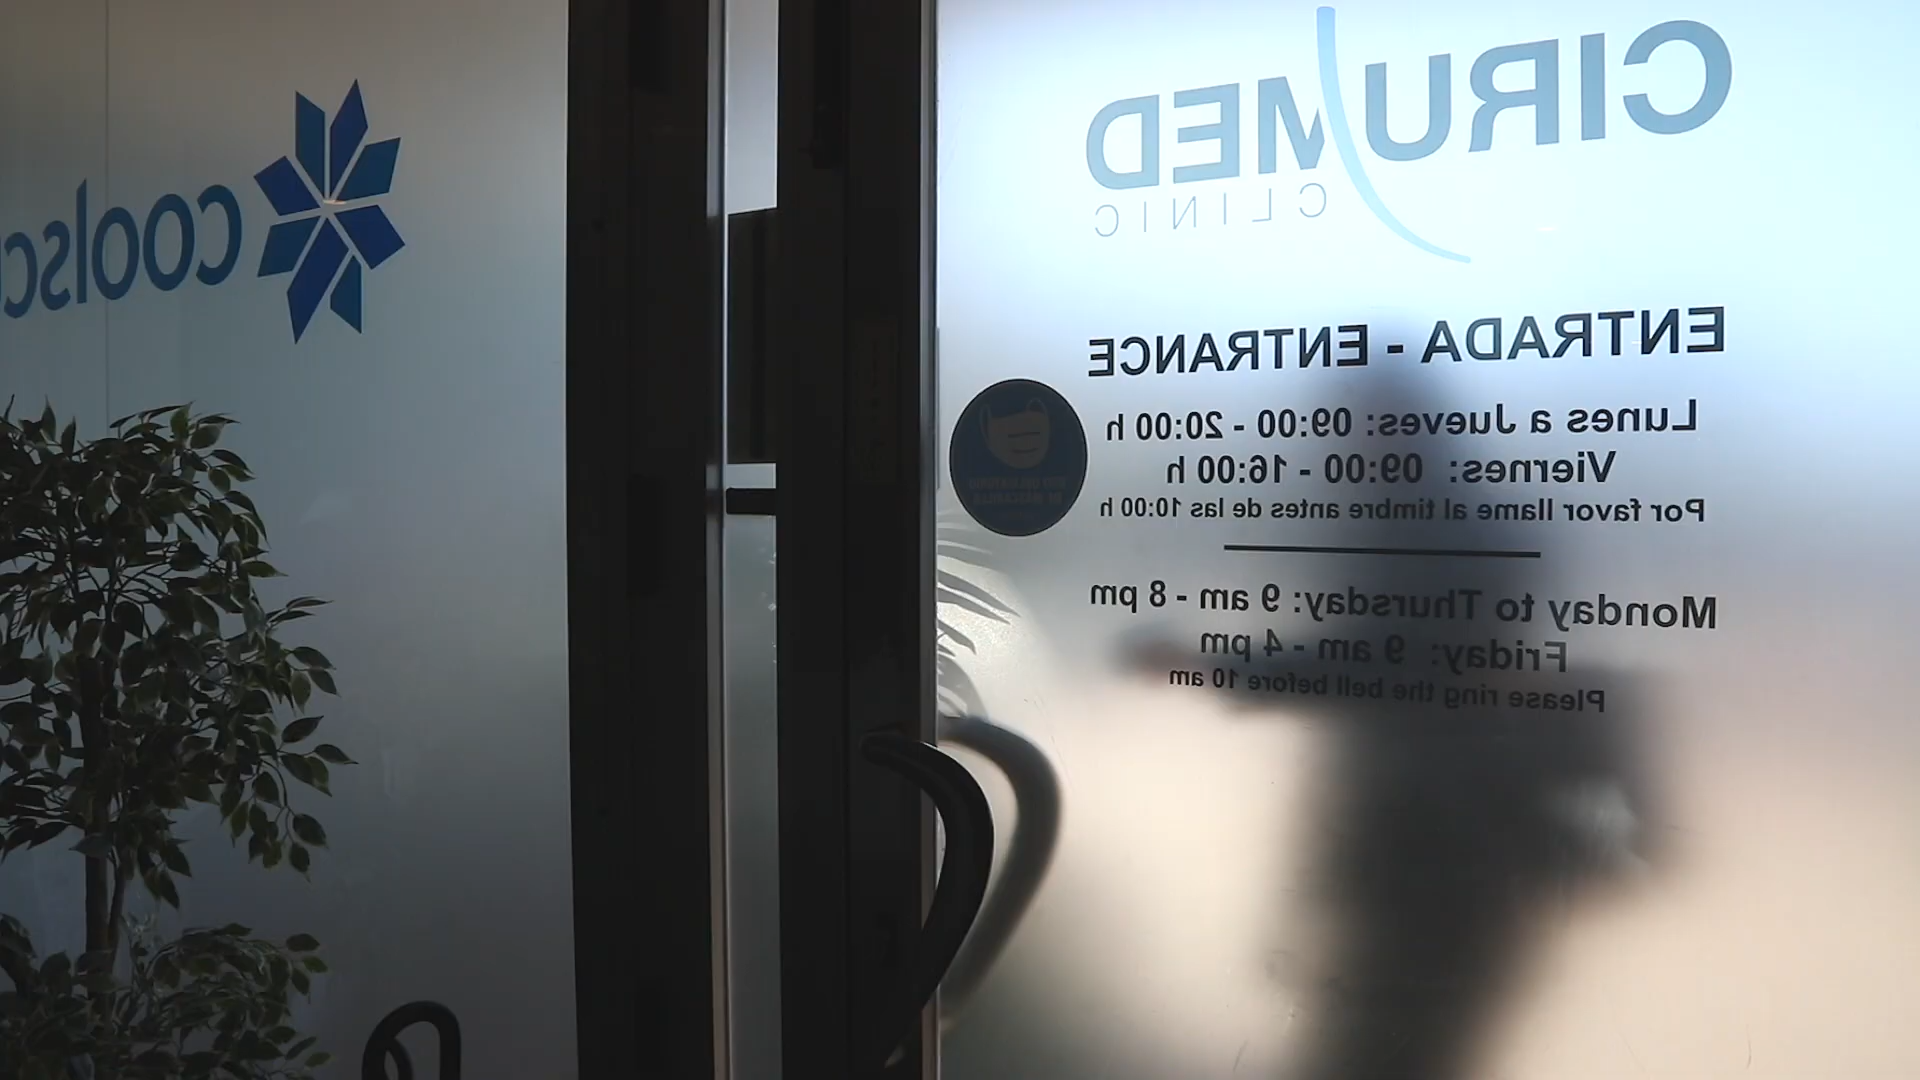 coolsc
CIRUMED
CLINIC
ENTRADA - ENTRANCE
Lunes a Jueves: 09:00 - 20:00 h
Viernes: 09:00 - 16:00 h
Por favor llame al timbre antes de las 10:00 h
Monday to Thursday: 9 am - 8 pm
Friday: 9 am - 4 pm
Please ring the bell before 10 am